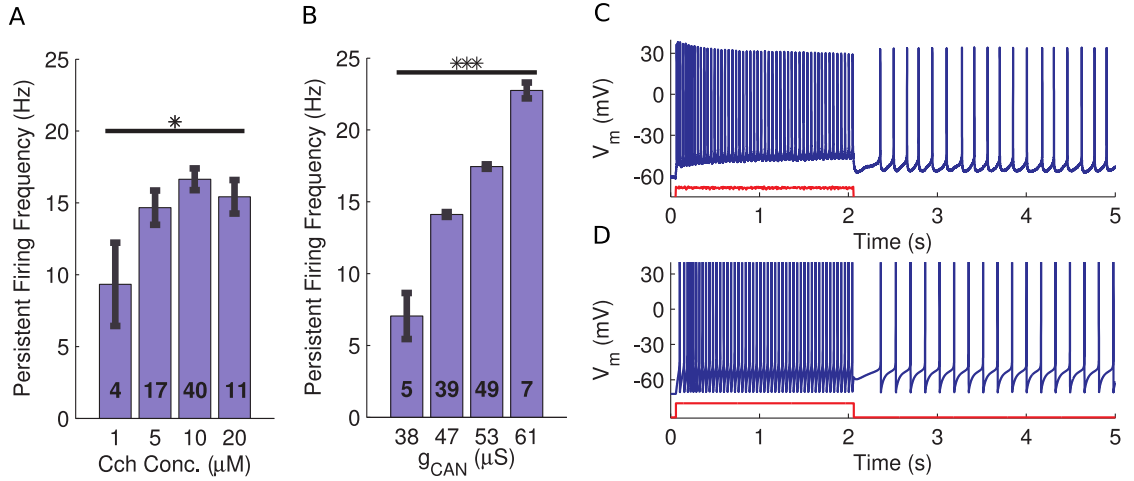 A
Persistent Firing Frequency (Hz)
25
20
15
10
5
0
*
4 17 40 11
1 5 10 20
Cch Conc. (μM)
B
Persistent Firing Frequency (Hz)
25
20
15
10
5
0
***
5 39 49 7
38 47 53 61
gCAN (μS)
C
Vm (mV)
30
0
-30
-60
0 1 2 3 4 5
Time (s)
D
Vm (mV)
30
0
-30
-60
0 1 2 3 4 5
Time (s)